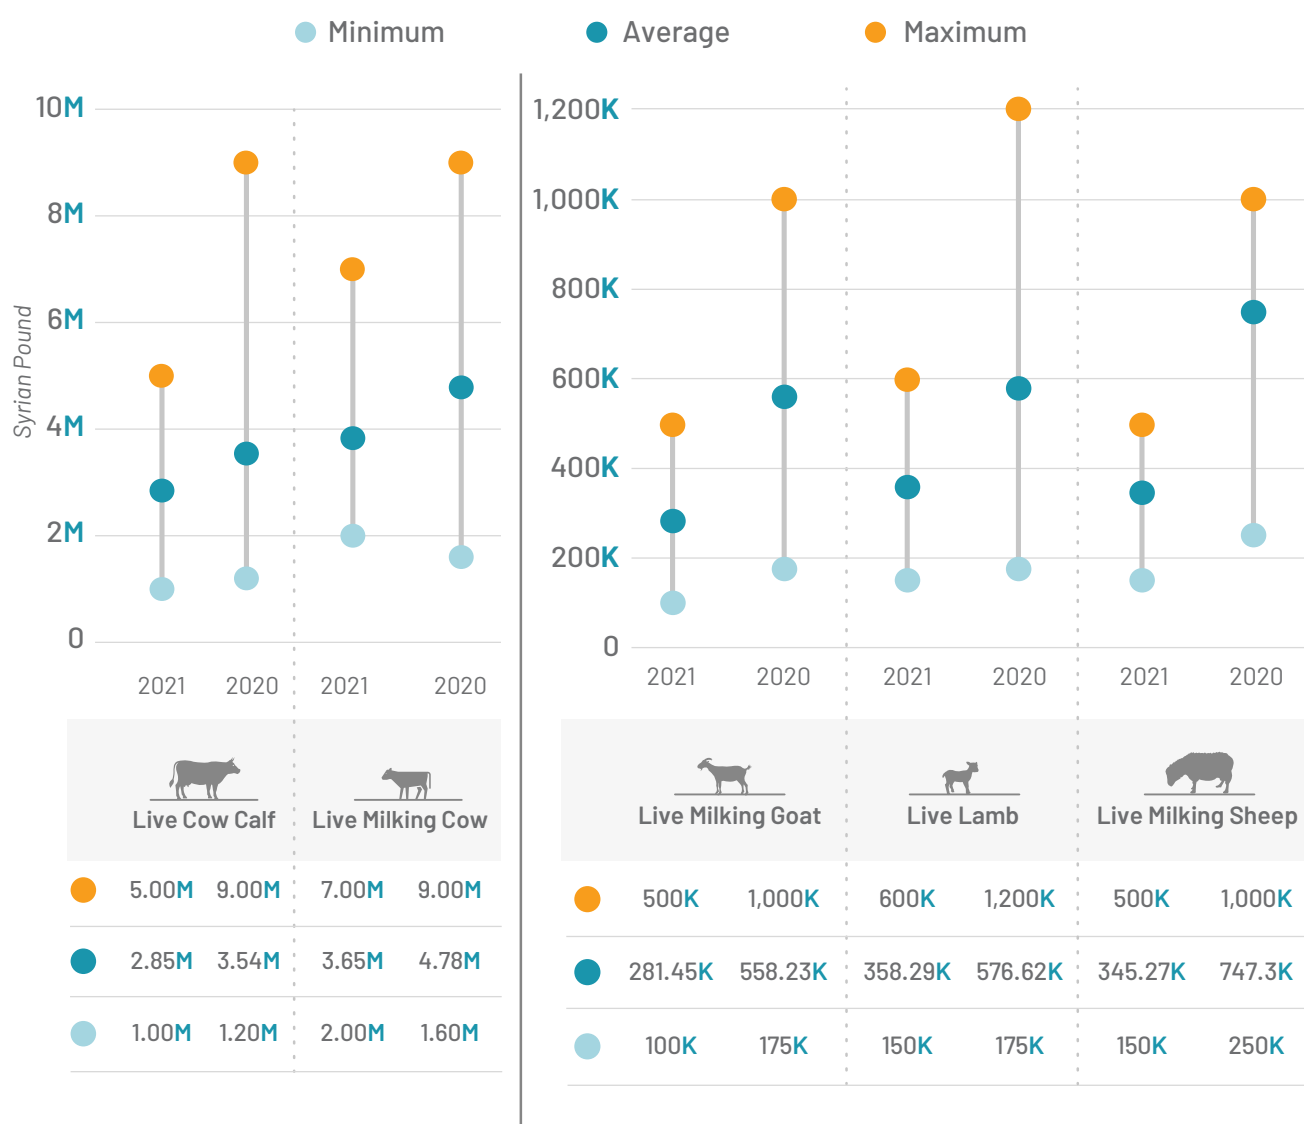 Minimum
Average
Maximum
Syrian Pound
10M
8M
6M
4M
2M
0
2021 2020 2021 2020
Live Cow Calf Live Milking Cow
5.00M 9.00M 7.00M 9.00M
2.85M 3.54M 3.65M 4.78M
1.00M 1.20M 2.00M 1.60M
1,200K
1,000K
800K
600K
400K
200K
0
2021 2020 2021 2020 2021 2020
Live Milking Goat Live Lamb Live Milking Sheep
500K 1,000K 600K 1,200K 500K 1,000K
281.45K 558.23K 358.29K 576.62K 345.27K 747.3K
100K 175K 150K 175K 150K 250K